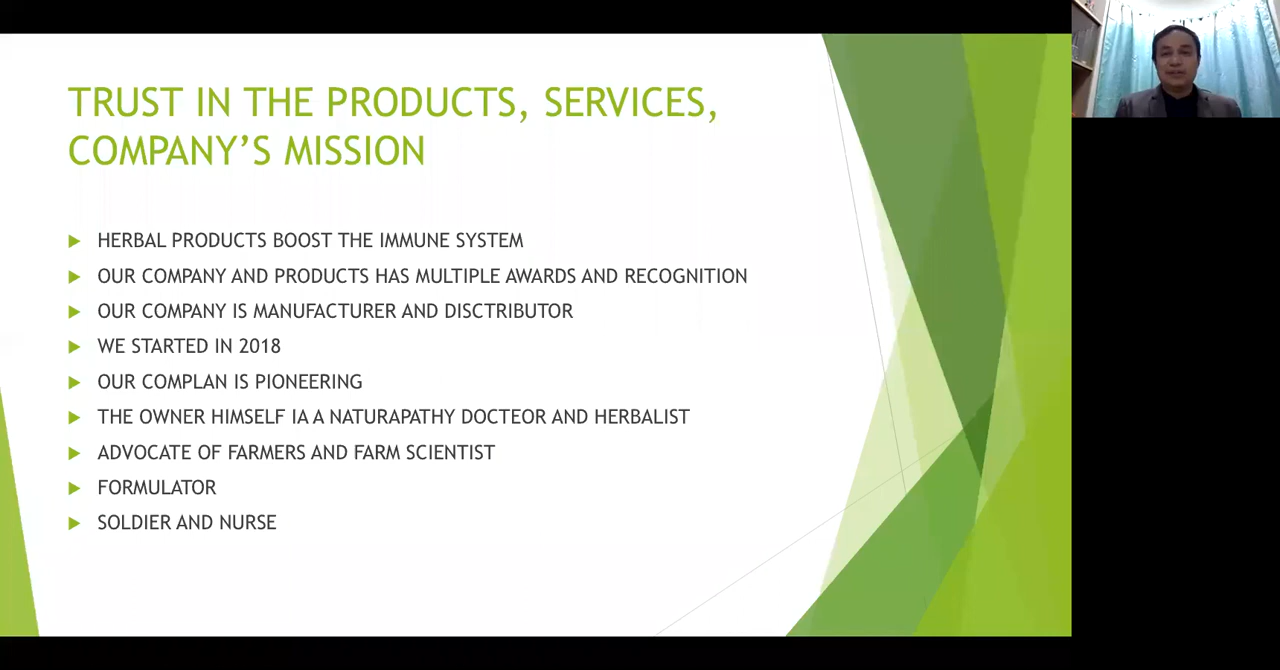 TRUST IN THE PRODUCTS, SERVICES,
COMPANY'S MISSION
HERBAL PRODUCTS BOOST THE IMMUNE SYSTEM
OUR COMPANY AND PRODUCTS HAS MULTIPLE AWARDS AND RECOGNITION
OUR COMPANY IS MANUFACTURER AND DISCTRIBUTOR
WE STARTED IN 2018
OUR COMPLAN IS PIONEERING
THE OWNER HIMSELF IA A NATURAPATHY DOCTEOR AND HERBALIST
ADVOCATE OF FARMERS AND FARM SCIENTIST
FORMULATOR
SOLDIER AND NURSE